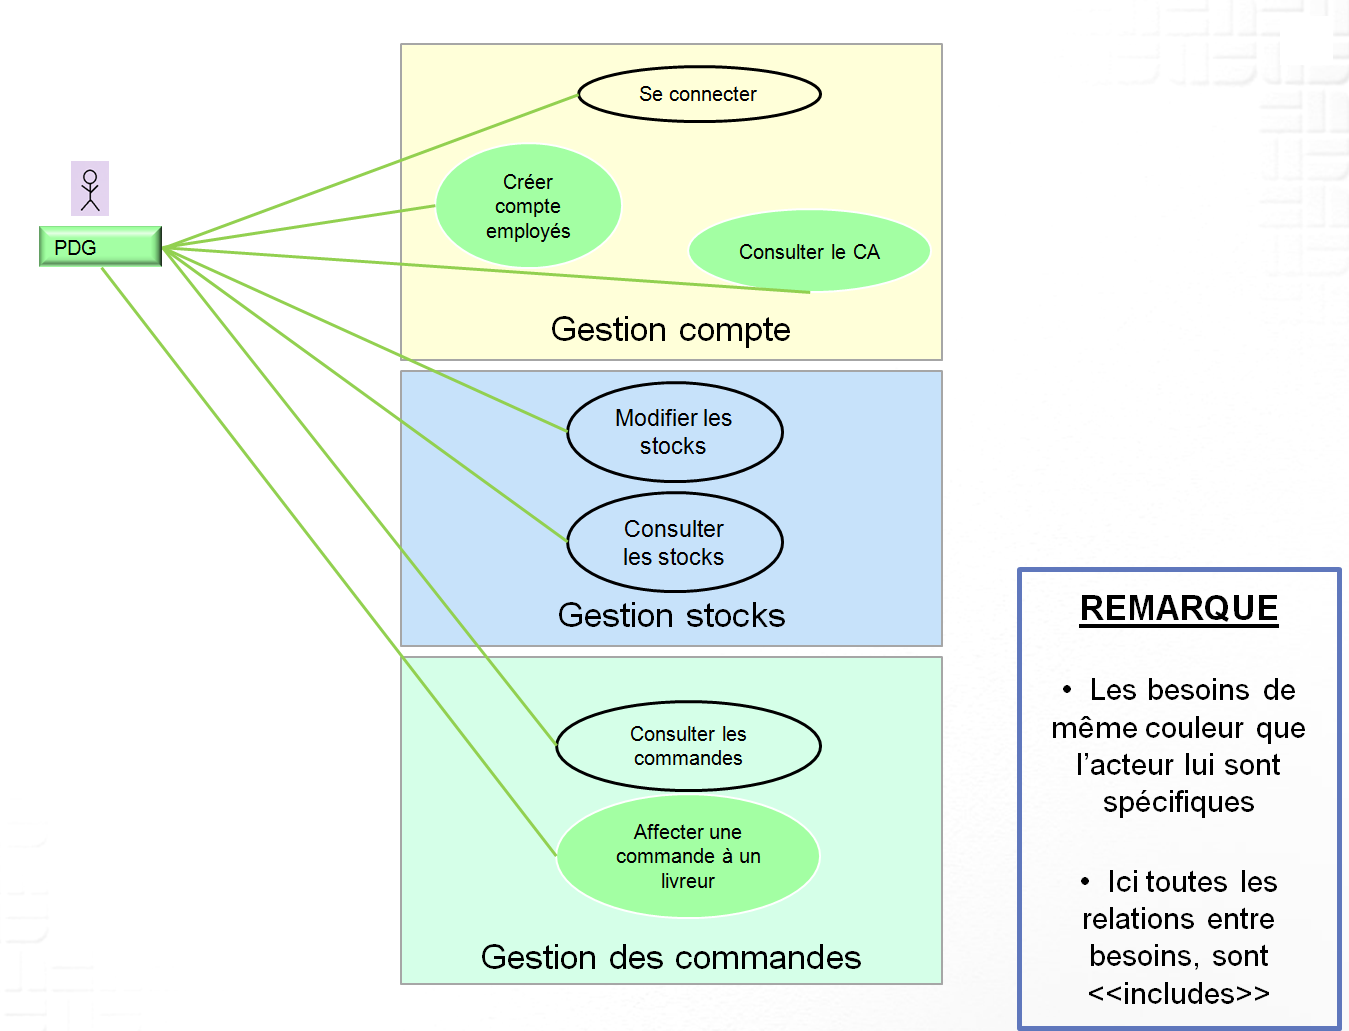 Se connecter
Créer
compte
employés
PDG
Consulter le CA
Gestion compte
Modifier les
stocks
Consulter
les stocks
Gestion stocks
Consulter les
commandes
Affecter une
commande à un
livreur
Gestion des commandes
REMARQUE
• Les besoins de
même couleur que
l’acteur lui sont
spécifiques
• Ici toutes les
relations entre
besoins, sont
<<includes>>